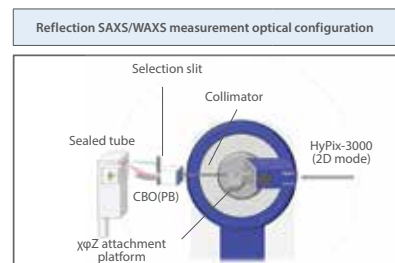 Reflection SAXS/WAXS measurement optical configuration
Selection slit
Collimator
Sealed tube
HyPix-3000
(2D mode)
CBO(PB)
χφZ attachment
platform